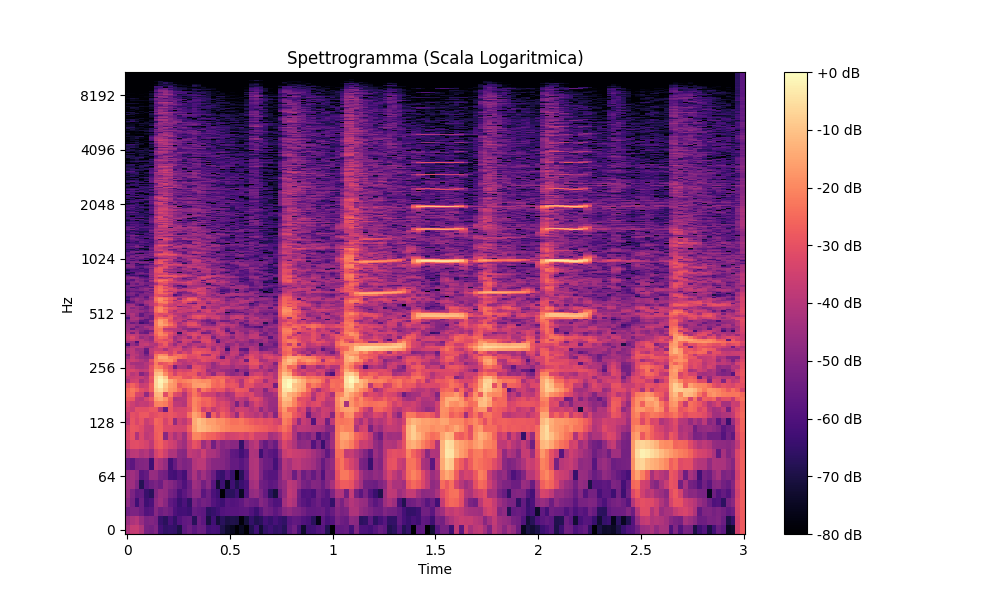 Spettrogramma (Scala Logaritmica)
Hz
8192
4096
2048
1024
512
256
128
64
0
0
0.5
1
1.5
2
2.5
3
Time
+0 dB
-10 dB
-20 dB
-30 dB
-40 dB
-50 dB
-60 dB
-70 dB
-80 dB